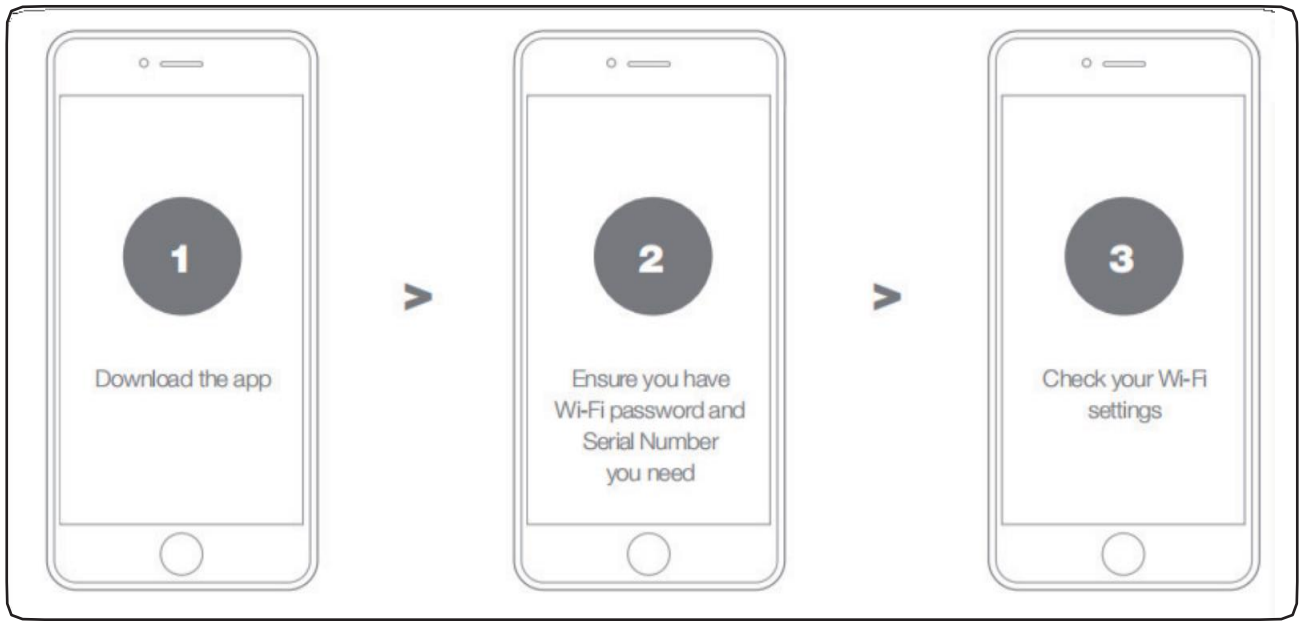 1
Download the app
>
2
Ensure you have
Wi-Fi password and
Serial Number
you need
>
3
Check your Wi-Fi
settings